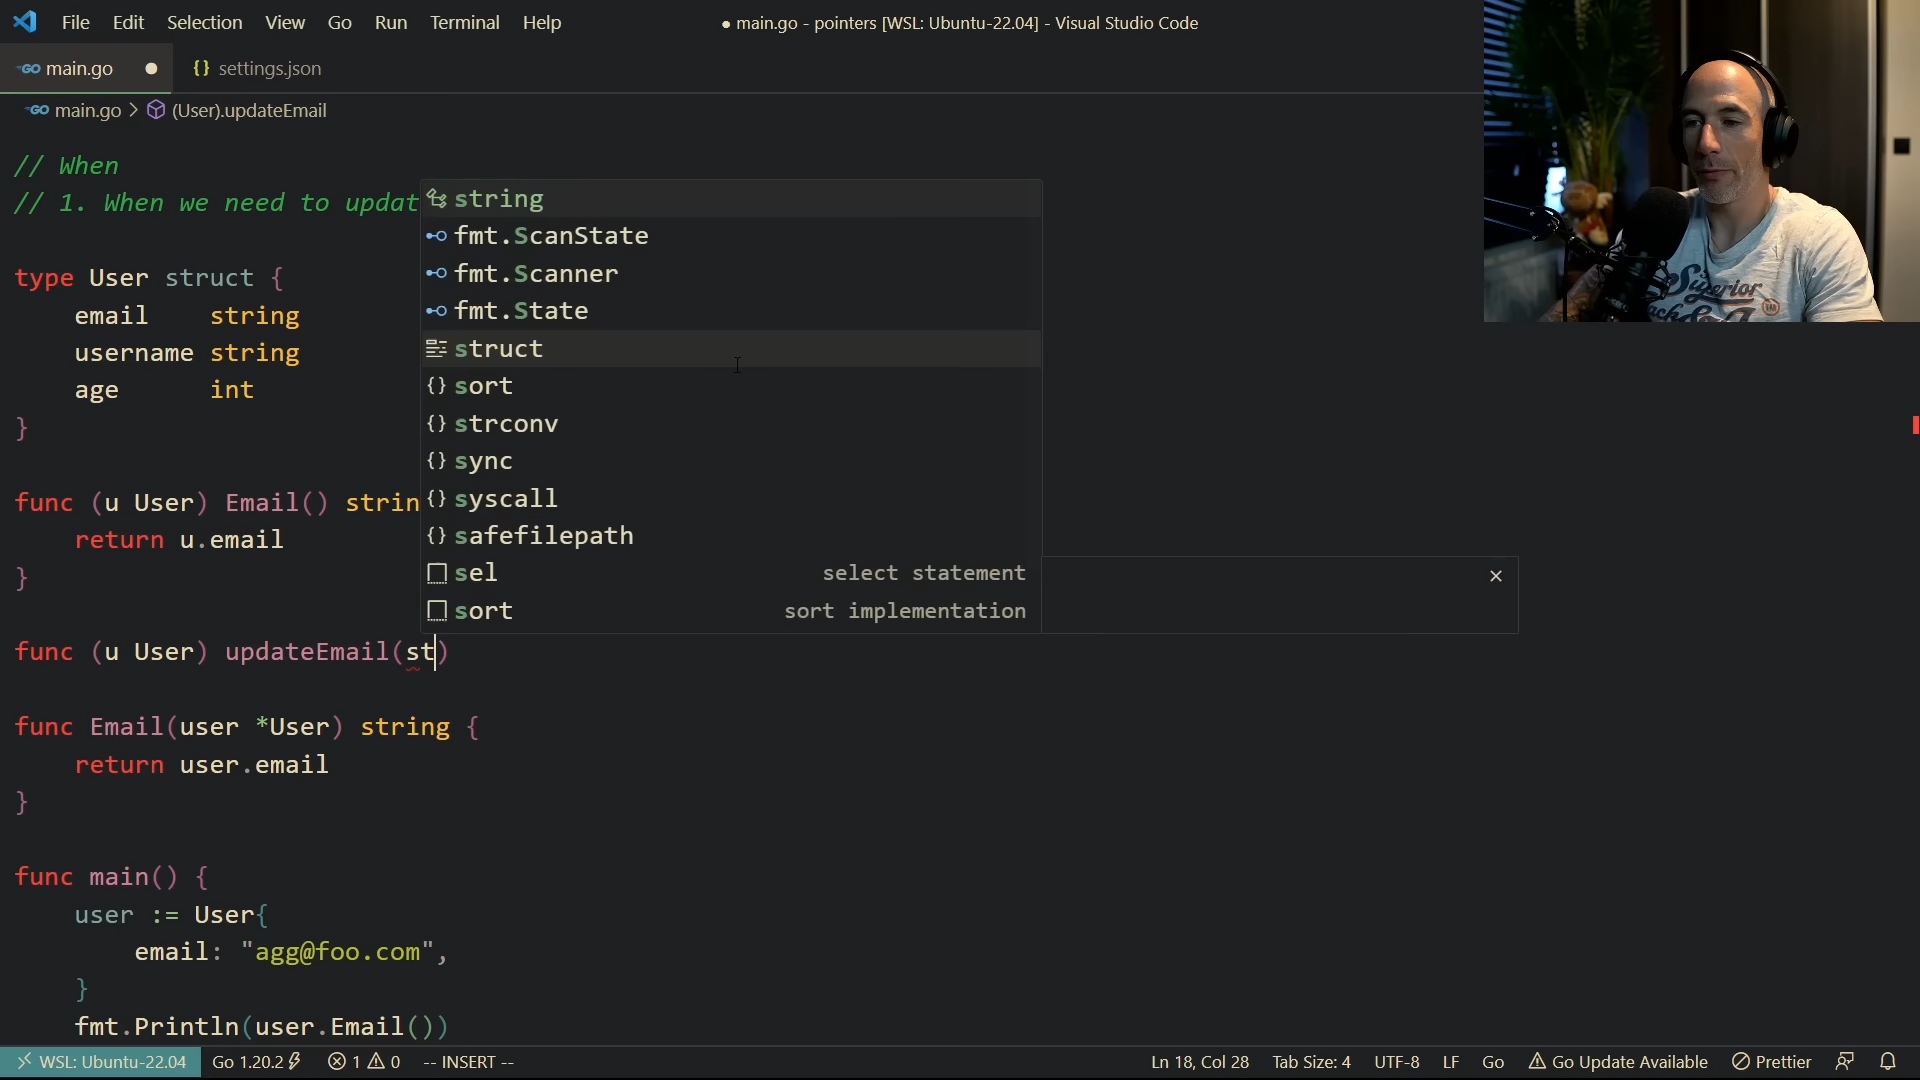 File Edit Selection View Go Run Terminal Help
● main.go - pointers [WSL: Ubuntu-22.04] - Visual Studio Code
main.go
{} settings.json
main.go > (User).updateEmail
// When
// 1. When we need to updat
type User struct {
email string
username string
age int
}
func (u User) Email() strin
return u.email
}
string
fmt.ScanState
fmt.Scanner
fmt.State
struct
{} sort
{} strconv
{} sync
{} syscall
{} safefilepath
sel select statement
sort sort implementation
func (u User) updateEmail(st)
func Email(user *User) string {
return user.email
}
func main() {
user := User{
email: "agg@foo.com",
}
fmt.Println(user.Email())
Superior
WSL: Ubuntu-22.04 Go 1.20.2 1 0 -- INSERT -- Ln 18, Col 28 Tab Size: 4 UTF-8 LF Go Go Update Available Prettier